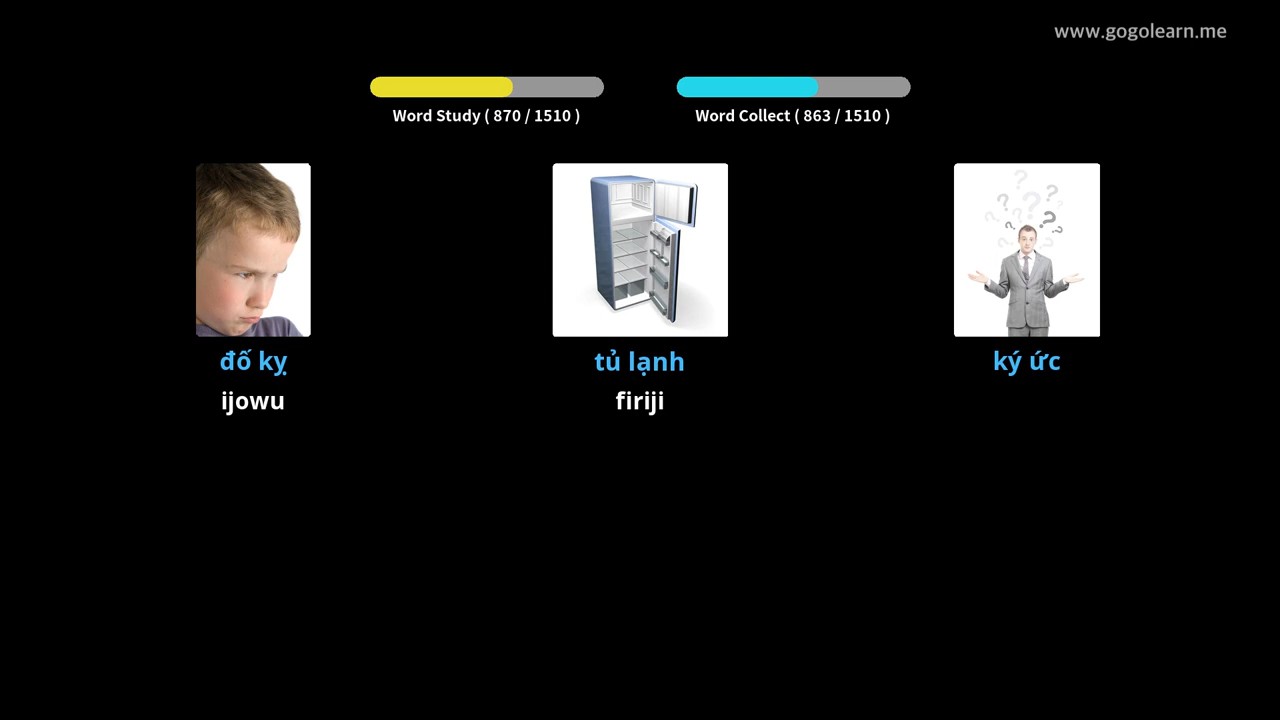 www.gogolearn.me
Word Study ( 870 / 1510 )
Word Collect ( 863 / 1510 )
đố kỵ
tủ lạnh
ký ức
ijowu
firiji